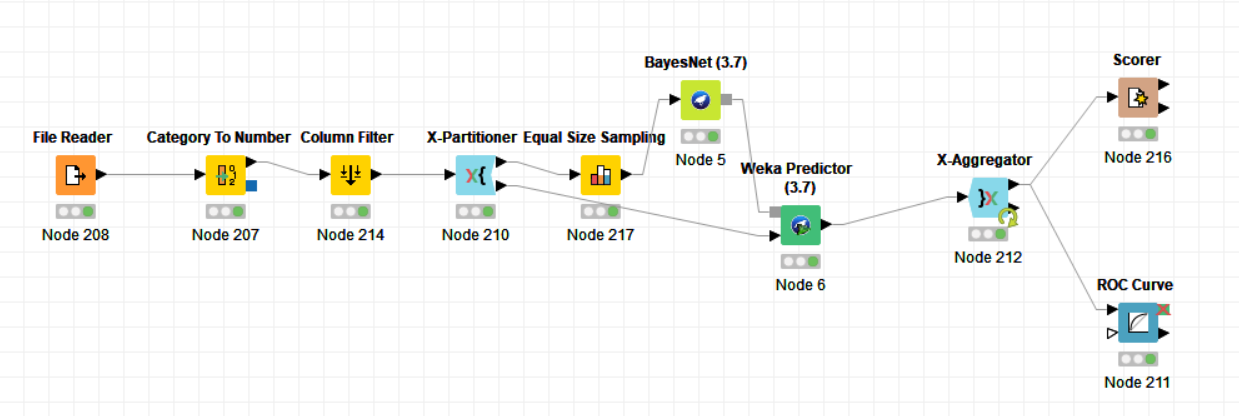 BayesNet (3.7)
Node 5
Scorer
Node 216
File Reader
Node 208
Category To Number
Node 207
Column Filter
Node 214
X-Partitioner
Node 210
Equal Size Sampling
Node 217
Weka Predictor
(3.7)
Node 6
X-Aggregator
Node 212
ROC Curve
Node 211